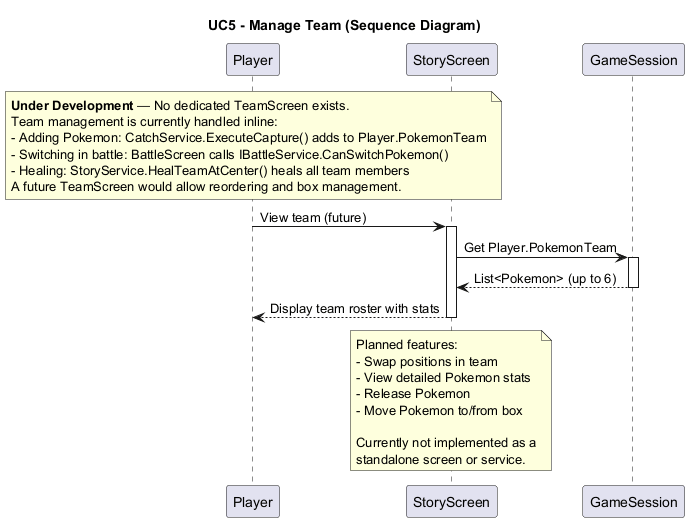 UC5 - Manage Team (Sequence Diagram)
Player
StoryScreen
GameSession
Under Development — No dedicated TeamScreen exists.
Team management is currently handled inline:
- Adding Pokemon: CatchService.ExecuteCapture() adds to Player.PokemonTeam
- Switching in battle: BattleScreen calls IBattleService.CanSwitchPokemon()
- Healing: StoryService.HealTeamAtCenter() heals all team members
A future TeamScreen would allow reordering and box management.
View team (future)
Get Player.PokemonTeam
List<Pokemon> (up to 6)
Display team roster with stats
Planned features:
- Swap positions in team
- View detailed Pokemon stats
- Release Pokemon
- Move Pokemon to/from box
Currently not implemented as a
standalone screen or service.
Player
StoryScreen
GameSession